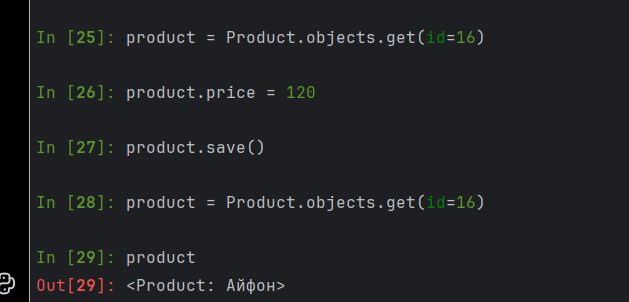 In [25]: product = Product.objects.get(id=16)
In [26]: product.price = 120
In [27]: product.save()
In [28]: product = Product.objects.get(id=16)
In [29]: product
Out[29]: <Product: Айфон>